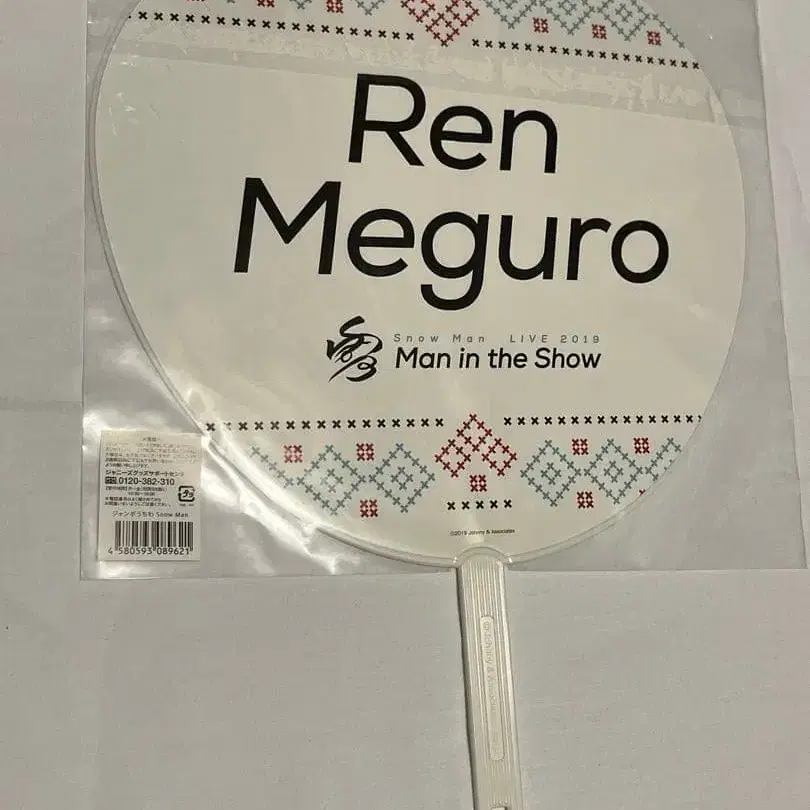 Ren
Meguro
Snow Man LIVE 2019
Man in the Show
©2019 Johnny & Associates
ジャニーズグッズサポートセンター
0120-382-310
ジャンボうちわ Snow Man
4 580593 089621